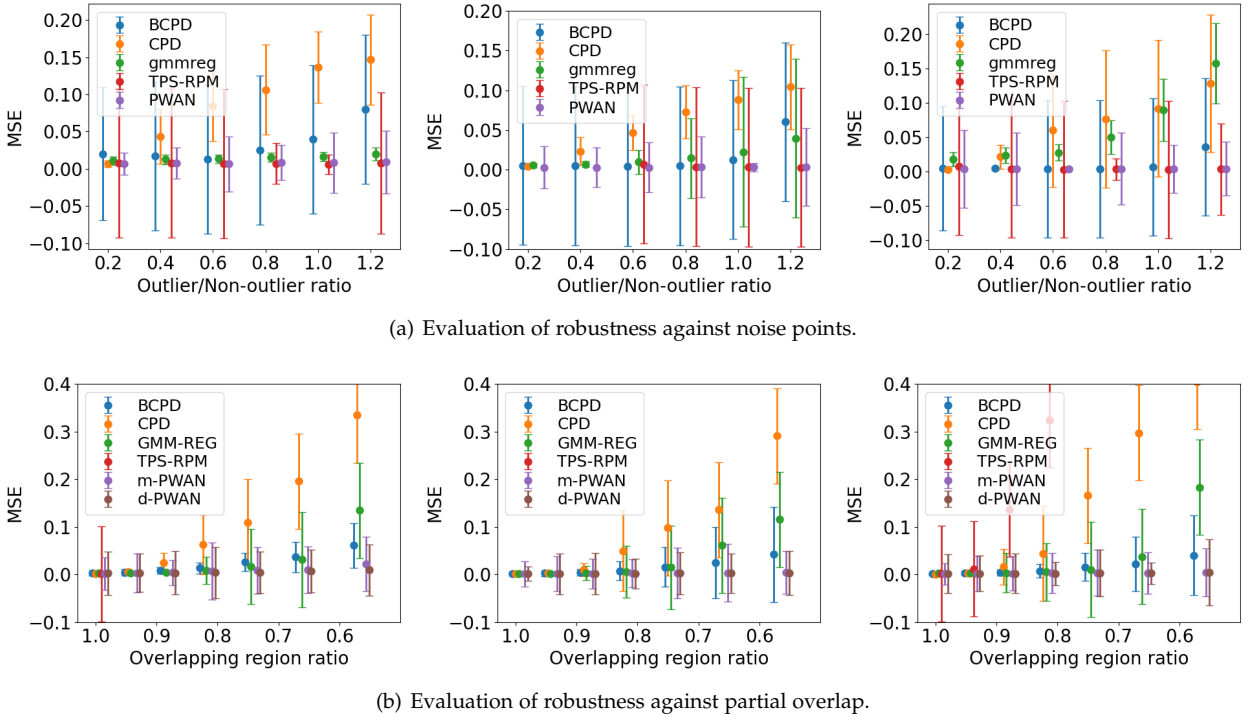 0.20
0.15
0.10
0.05
0.00
−0.05
−0.10
MSE
BCPD
CPD
gmmreg
TPS-RPM
PWAN
0.2 0.4 0.6 0.8 1.0 1.2
Outlier/Non-outlier ratio
0.20
0.15
0.10
0.05
0.00
−0.05
−0.10
MSE
BCPD
CPD
gmmreg
TPS-RPM
PWAN
0.2 0.4 0.6 0.8 1.0 1.2
Outlier/Non-outlier ratio
0.20
0.15
0.10
0.05
0.00
−0.05
−0.10
MSE
BCPD
CPD
gmmreg
TPS-RPM
PWAN
0.2 0.4 0.6 0.8 1.0 1.2
Outlier/Non-outlier ratio
(a) Evaluation of robustness against noise points.
0.4
0.3
0.2
0.1
0.0
−0.1
MSE
BCPD
CPD
GMM-REG
TPS-RPM
m-PWAN
d-PWAN
1.0 0.9 0.8 0.7 0.6
Overlapping region ratio
0.4
0.3
0.2
0.1
0.0
−0.1
MSE
BCPD
CPD
GMM-REG
TPS-RPM
m-PWAN
d-PWAN
1.0 0.9 0.8 0.7 0.6
Overlapping region ratio
0.4
0.3
0.2
0.1
0.0
−0.1
MSE
BCPD
CPD
GMM-REG
TPS-RPM
m-PWAN
d-PWAN
1.0 0.9 0.8 0.7 0.6
Overlapping region ratio
(b) Evaluation of robustness against partial overlap.